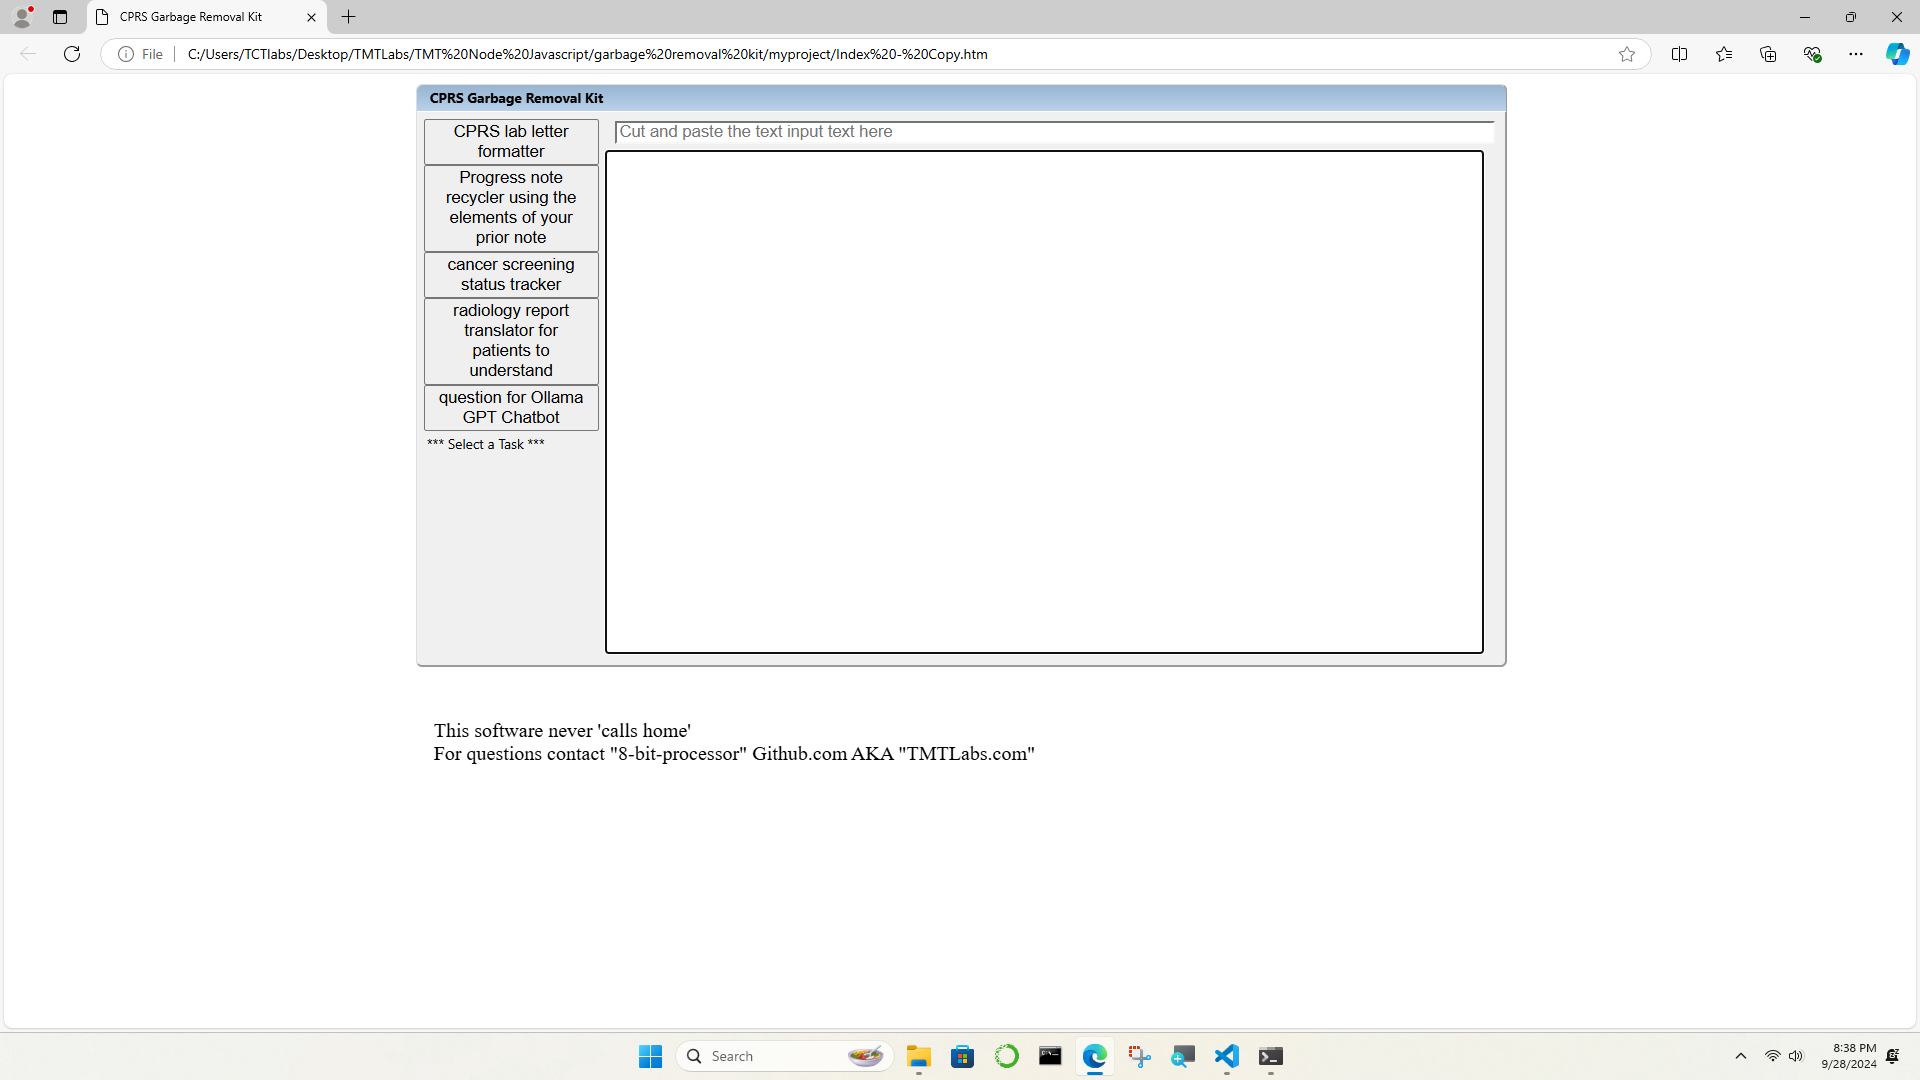 CPRS Garbage Removal Kit
File
C:/Users/TCTlabs/Desktop/TMTLabs/TMT%20Node%20Javascript/garbage%20removal%20kit/myproject/Index%20-%20Copy.htm
CPRS Garbage Removal Kit
CPRS lab letter
formatter
Progress note
recycler using the
elements of your
prior note
cancer screening
status tracker
radiology report
translator for
patients to
understand
question for Ollama
GPT Chatbot
*** Select a Task ***
Cut and paste the text input text here
This software never 'calls home'
For questions contact "8-bit-processor" Github.com AKA "TMTLabs.com"
Search
8:38 PM
9/28/2024